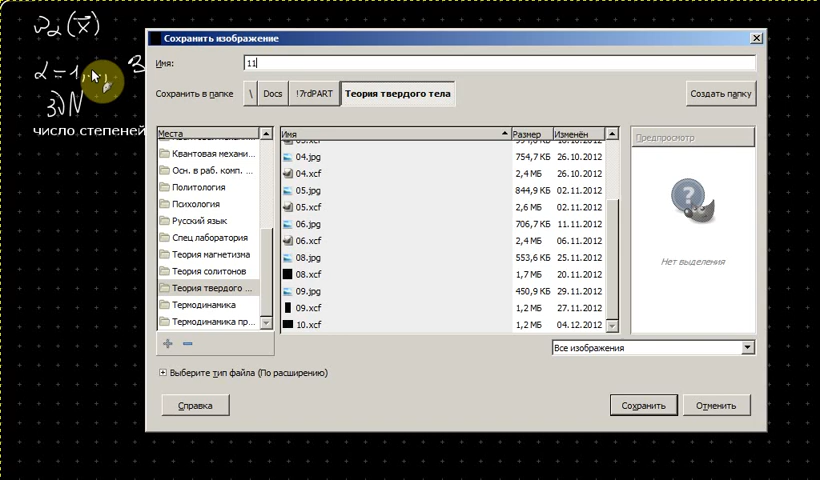 Сохранить изображение
Имя:
11
Сохранить в папке
\
Docs
!7rdPART
Теория твердого тела
Создать папку
Места
Квантовая механи...
Осн. в раб. комп. ...
Политология
Психология
Русский язык
Спец лаборатория
Теория магнетизма
Теория солитонов
Теория твердого ...
Термодинамика
Термодинамика пр...
Имя Размер Изменён
04.jpg 754,7 КБ 26.10.2012
04.xcf 2,4 МБ 26.10.2012
05.jpg 844,9 КБ 02.11.2012
05.xcf 2,6 МБ 02.11.2012
06.jpg 706,7 КБ 11.11.2012
06.xcf 2,4 МБ 06.11.2012
08.jpg 553,6 КБ 25.11.2012
08.xcf 1,7 МБ 20.11.2012
09.jpg 450,9 КБ 29.11.2012
09.xcf 1,2 МБ 27.11.2012
10.xcf 1,2 МБ 04.12.2012
Предпросмотр
Нет выделения
Все изображения
Выберите тип файла (По расширению)
Справка
Сохранить
Отменить
3νN
число степеней